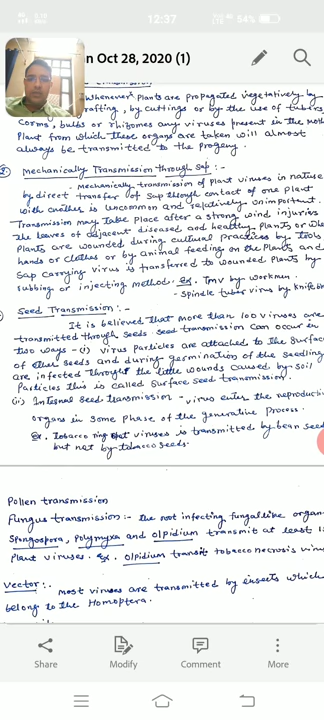 12:37
54%
n Oct 28, 2020 (1)
Whenever Plants are Propagated vegetatively by
rafting, by cuttings or by the use of tubers
Corms, bulbs or rhizomes any viruses present in the moth
Plant from which these organs are taken will almost
always be transmitted to the progeny.
Mechanically Transmission through Sap:-
- Mechanically transmission of plant viruses in nature
by direct transfer of Sap through contact of one plant
with another is uncommon and relatively unimportant.
Transmission may take place after a strong wind injuries
the leaves of adjacent diseased and healthy plants or whe
Plants are wounded during cultural practices by tools
hands or clothes or by animal feeding on the Plants and
Sap carrying virus is transferred to wounded Plants by
rubbing or injecting method. ex. TMV by workmen.
- Spindle tuber virus by knife
Seed Transmission:-
It is believed that more than 100 viruses are
transmitted through Seeds. Seed transmission can occur in
two ways - (i) virus Particles are attached to the Surface
of seeds and during germination of the Seedling
are infected through the little wounds caused by Soil
Particles this is called Surface Seed transmission.
(ii) Internal Seed transmission - virus enter the reproducti
organs in some phase of the generative Process.
ex. Tobacco ring spot viruses is transmitted by bean seed
but not by tobacco seeds.
Pollen transmission
Fungus transmission:- the root infecting fungal like organ
Spongospora, Polymyxa and Olpidium transmit at least 1
Plant viruses. ex. Olpidium transit tobacco necrosis viru
Vector:-
Most viruses are transmitted by insects which
belong to the Homoptera.
Share
Modify
Comment
More